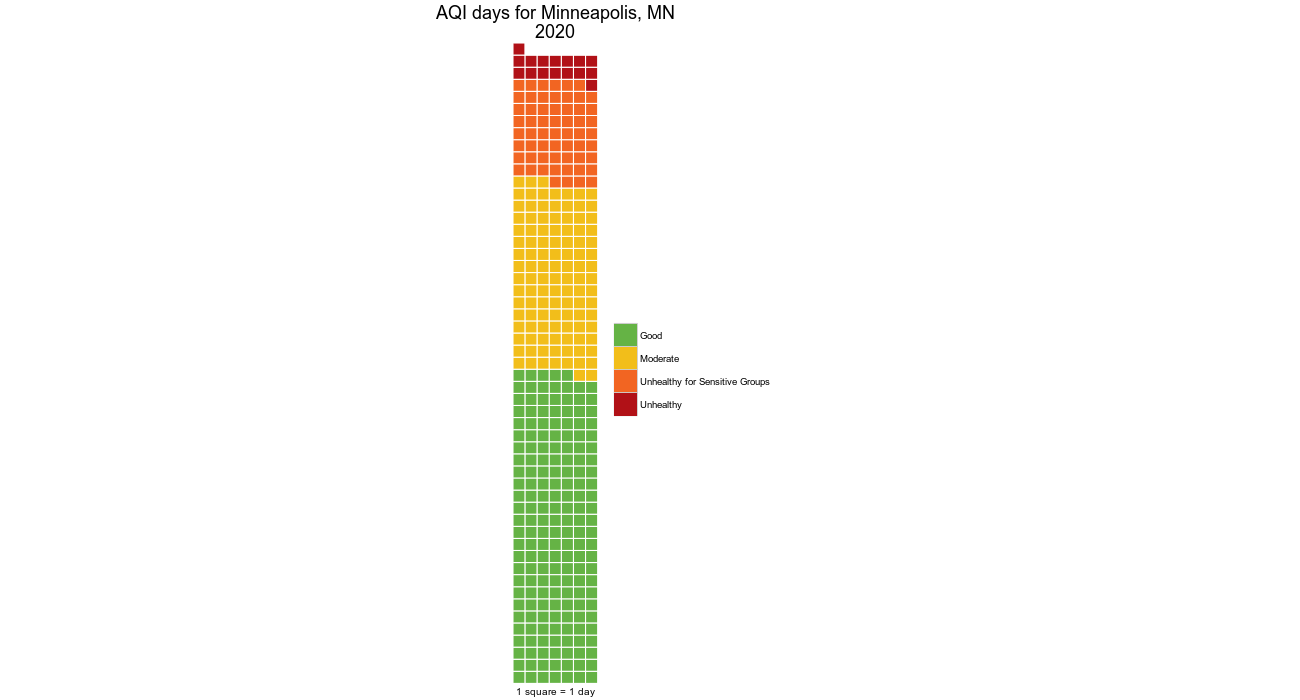 AQI days for Minneapolis, MN
2020
Good
Moderate
Unhealthy for Sensitive Groups
Unhealthy
1 square = 1 day